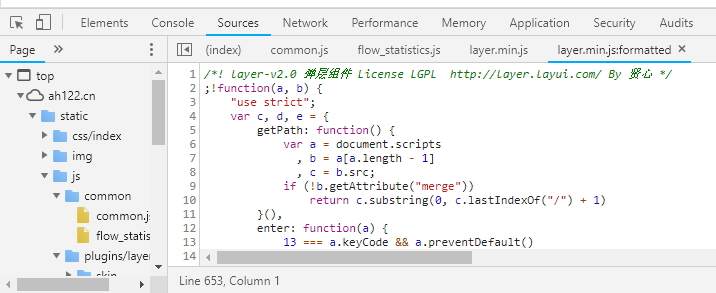 Elements Console Sources Network Performance Memory Application Security Audits
Page
(index) common.js flow_statistics.js layer.min.js layer.min.js:formatted
top
ah122.cn
static
css/index
img
js
common
common.js
flow_statis
plugins/layer
skin
1 /*! layer-v2.0 弹层组件 License LGPL http://layer.layui.com/ By 贤心 */
2 ;!function(a, b) {
3 "use strict";
4 var c, d, e = {
5 getPath: function() {
6 var a = document.scripts
7 , b = a[a.length - 1]
8 , c = b.src;
9 if (!b.getAttribute("merge"))
10 return c.substring(0, c.lastIndexOf("/") + 1)
11 }(),
12 enter: function(a) {
13 13 === a.keyCode && a.preventDefault()
14
Line 653, Column 1